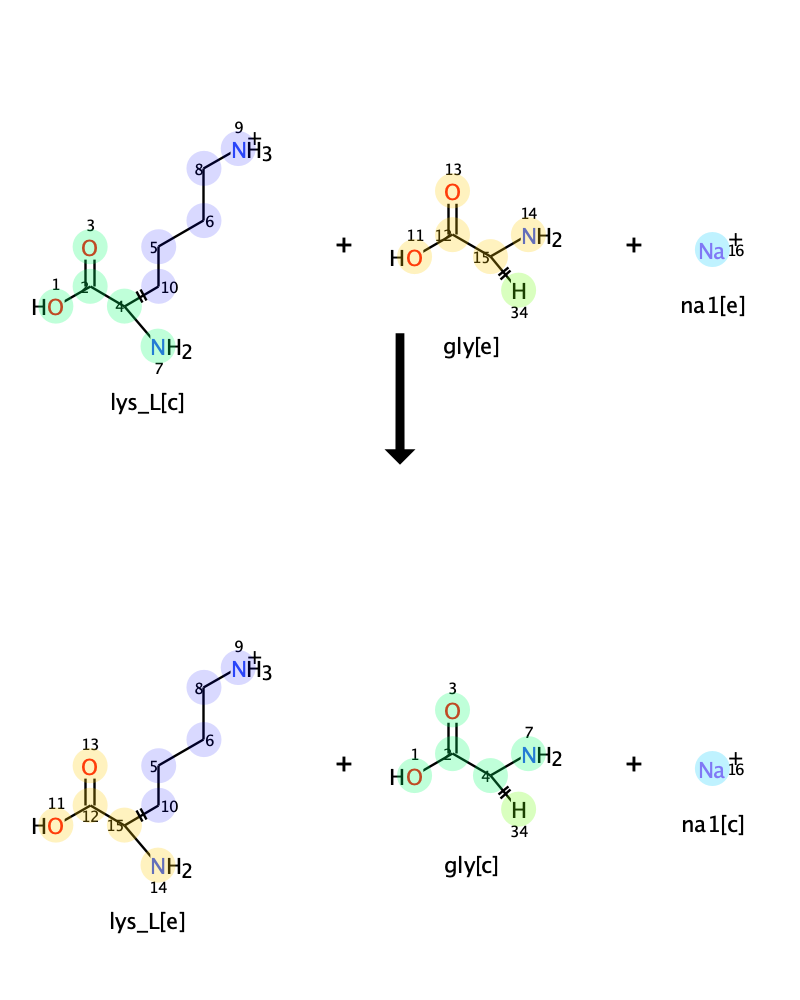 9
+
NH3
8
13
O
3
6
14
O
5
11
12
NH2
+
+
Na
+
16
1
2
10
HO
15
HO
4
H
na1[e]
34
NH2
gly[e]
7
lys_L[c]
9
+
NH3
8
3
O
13
6
7
O
5
1
2
NH2
+
+
Na
+
16
11
12
10
HO
4
HO
15
H
na1[c]
34
NH2
gly[c]
14
lys_L[e]